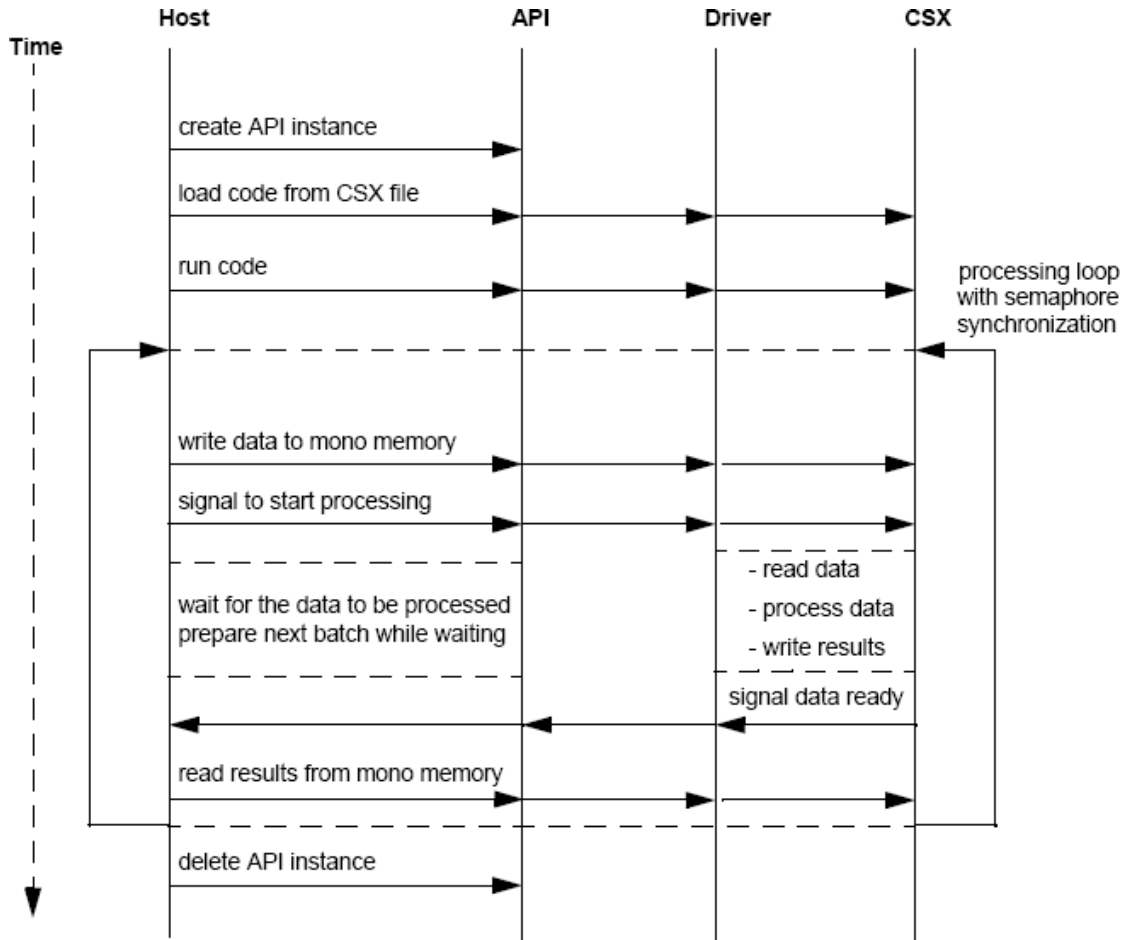 Host API Driver CSX
Time
create API instance
load code from CSX file
run code
processing loop
with semaphore
synchronization
write data to mono memory
signal to start processing
- read data
wait for the data to be processed
- process data
prepare next batch while waiting
- write results
signal data ready
read results from mono memory
delete API instance